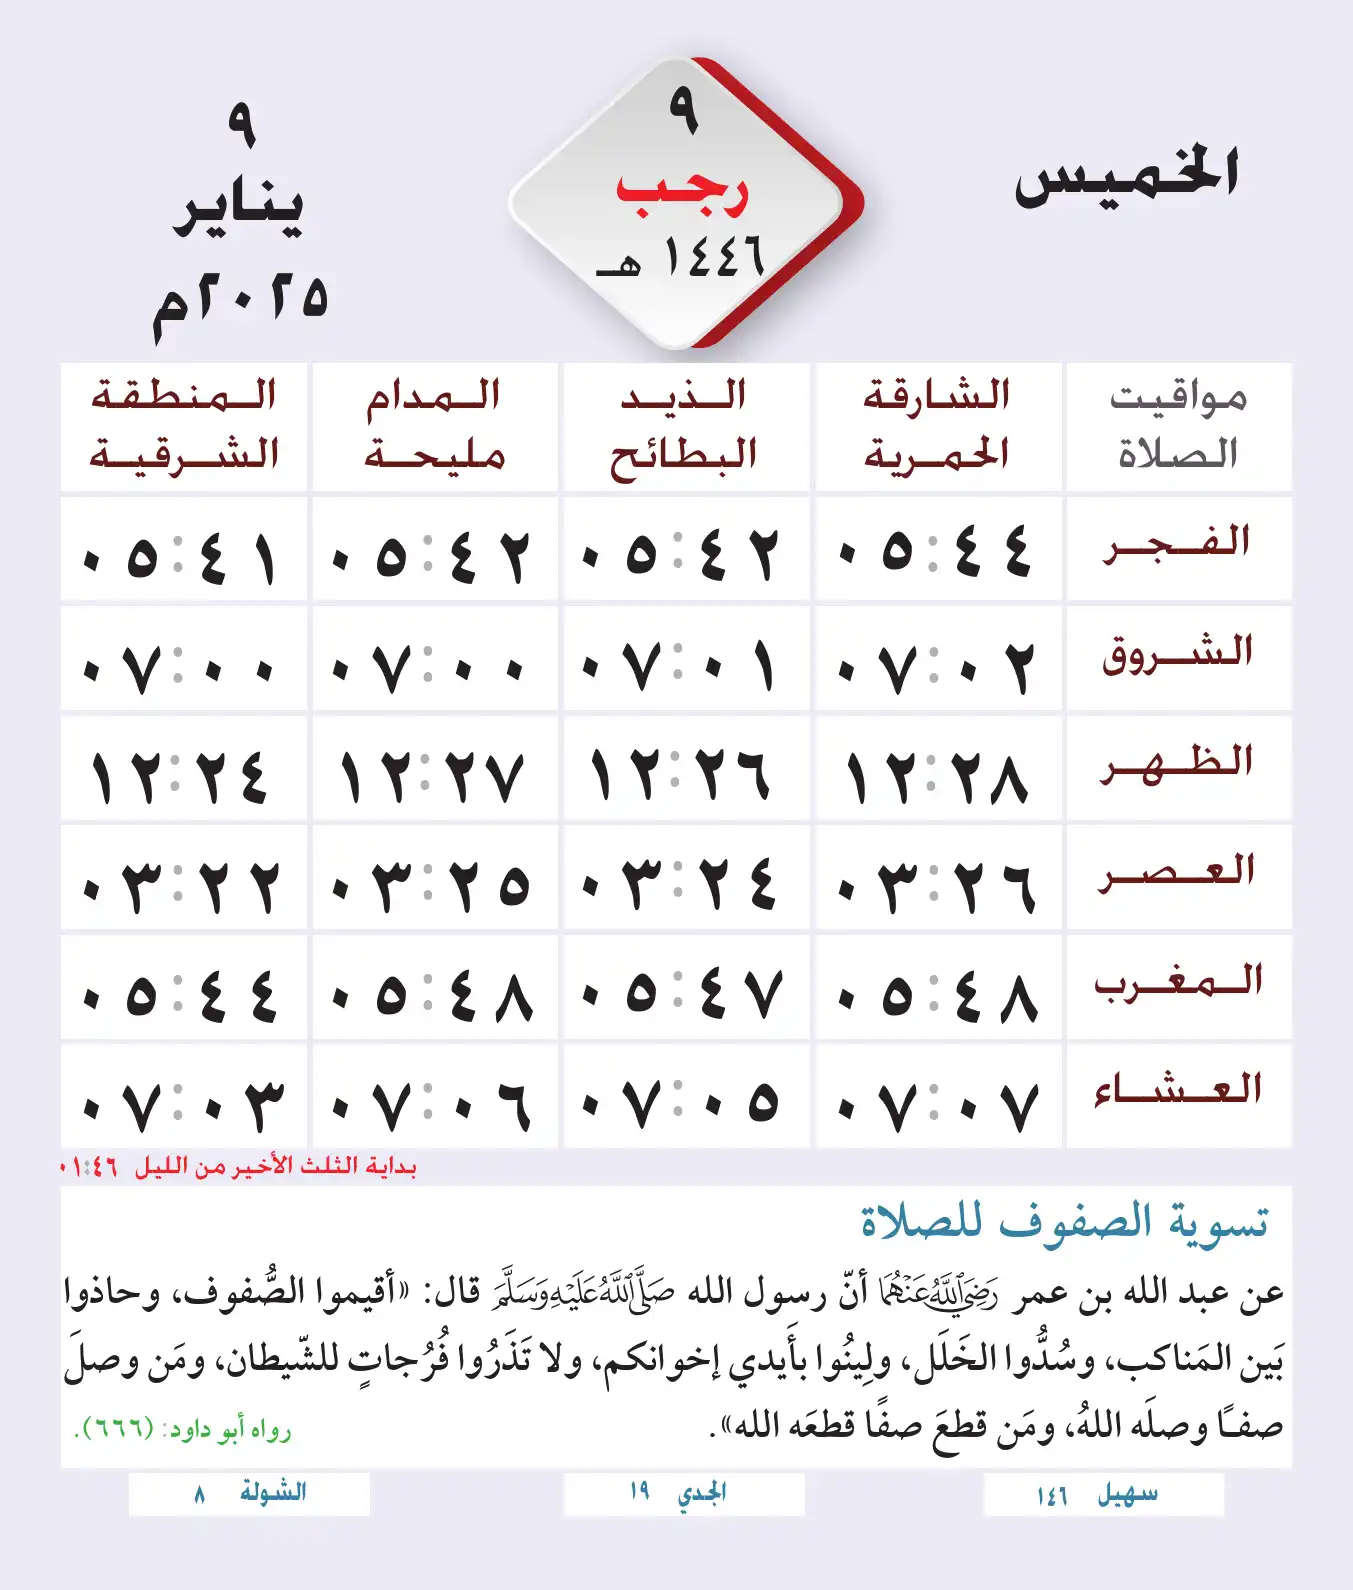 الخميس
٩
رجب
١٤٤٦ هـ
٩
يناير
٢٠٢٥م
مواقيت الصلاة
الشارقة الحمرية
الذيد البطائح
المدام مليحة
المنطقة الشرقية
الفجر ٠٥:٤٤ ٠٥:٤٢ ٠٥:٤٢ ٠٥:٤١
الشروق ٠٧:٠٢ ٠٧:٠١ ٠٧:٠٠ ٠٧:٠٠
الظهر ١٢:٢٨ ١٢:٢٦ ١٢:٢٧ ١٢:٢٤
العصر ٠٣:٢٦ ٠٣:٢٤ ٠٣:٢٥ ٠٣:٢٢
المغرب ٠٥:٤٨ ٠٥:٤٧ ٠٥:٤٨ ٠٥:٤٤
العشاء ٠٧:٠٧ ٠٧:٠٥ ٠٧:٠٦ ٠٧:٠٣
بداية الثلث الأخير من الليل ٠١:٤٦
تسوية الصفوف للصلاة
عن عبد الله بن عمر رَضِيَ اللَّهُ عَنْهُمَا أنّ رسول الله صَلَّى اللَّهُ عَلَيْهِ وَسَلَّمَ قال: «أقيموا الصُّفوف، وحاذوا
بَين المَناكب، وسُدُّوا الخَلَل، ولِينُوا بأَيدي إخوانكم، ولا تَذَرُوا فُرُجاتٍ للشّيطان، ومَن وصلَ
صفًا وصلَه اللهُ، ومَن قطعَ صفًا قطعَه الله».
رواه أبو داود: (٦٦٦).
سهيل ١٤٦
الجدي ١٩
الشولة ٨